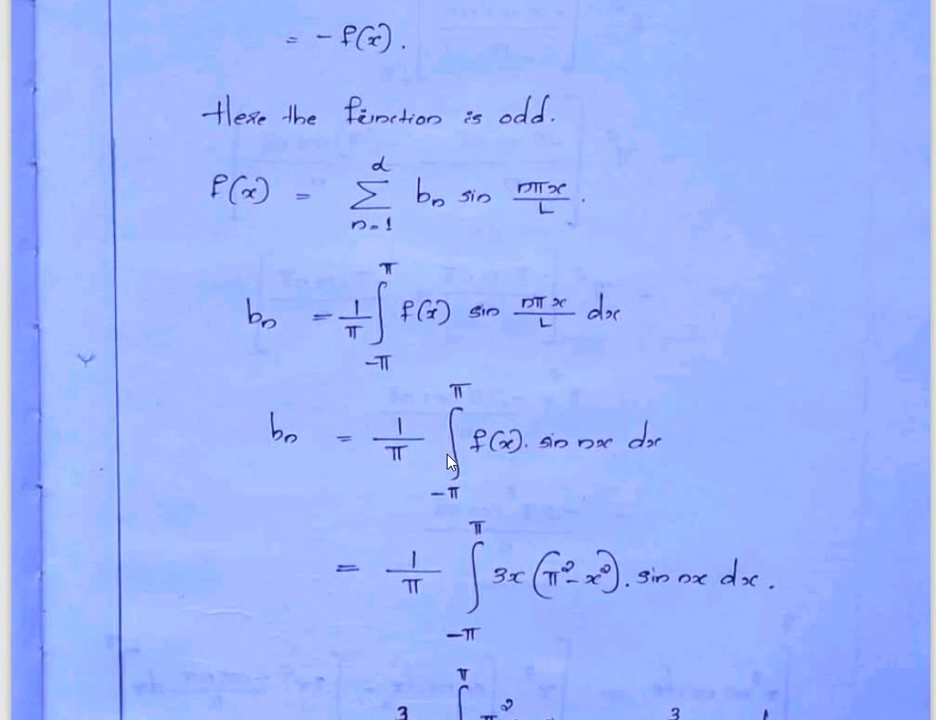 = - f(x).
Here the function is odd.
f(x) = ∑_{n=1}^{α} b_n sin nπx/L.
b_n = 1/π ∫_{-π}^{π} f(x) sin nπx/L dx
b_n = 1/π ∫_{-π}^{π} f(x). sin nx dx
= 1/π ∫_{-π}^{π} 3x (π² - x²). sin nx dx.